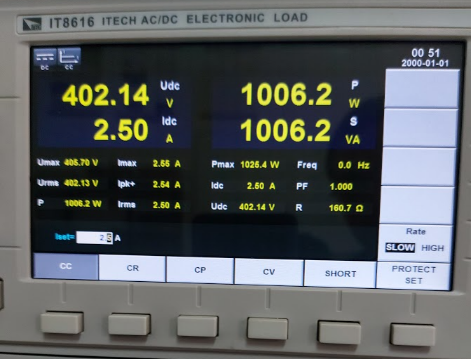 IT8616 ITECH AC/DC ELECTRONIC LOAD
DC CC
00 51
2000-01-01
402.14 Udc V
2.50 Idc A
1006.2 P W
1006.2 S VA
Umax 405.70 V Imax 2.55 A Pmax 1025.4 W Freq 0.0 Hz
Urms 402.13 V Ipk+ 2.54 A Idc 2.50 A PF 1.000
P 1006.2 W Irms 2.50 A Udc 402.14 V R 160.7 Ω
Iset= 2.5 A
Rate
SLOW HIGH
CC CR CP CV SHORT PROTECT SET